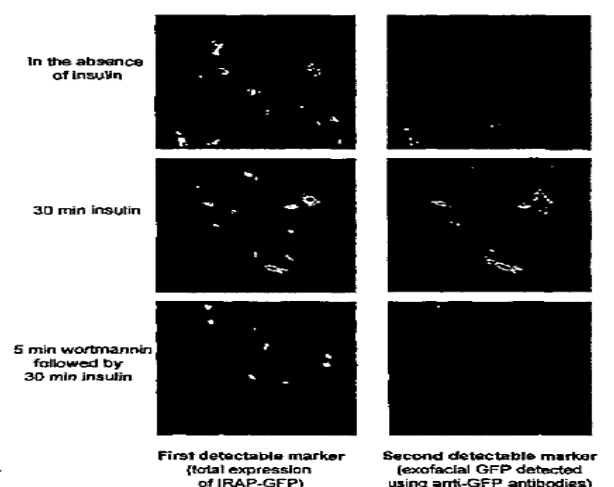 In the absence
of insulin
30 min insulin
5 min wortmannin
followed by
30 min insulin
First detectable marker
(total expression
of IRAP-GFP)
Second detectable marker
(exofacial GFP detected
using anti-GFP antibodies)